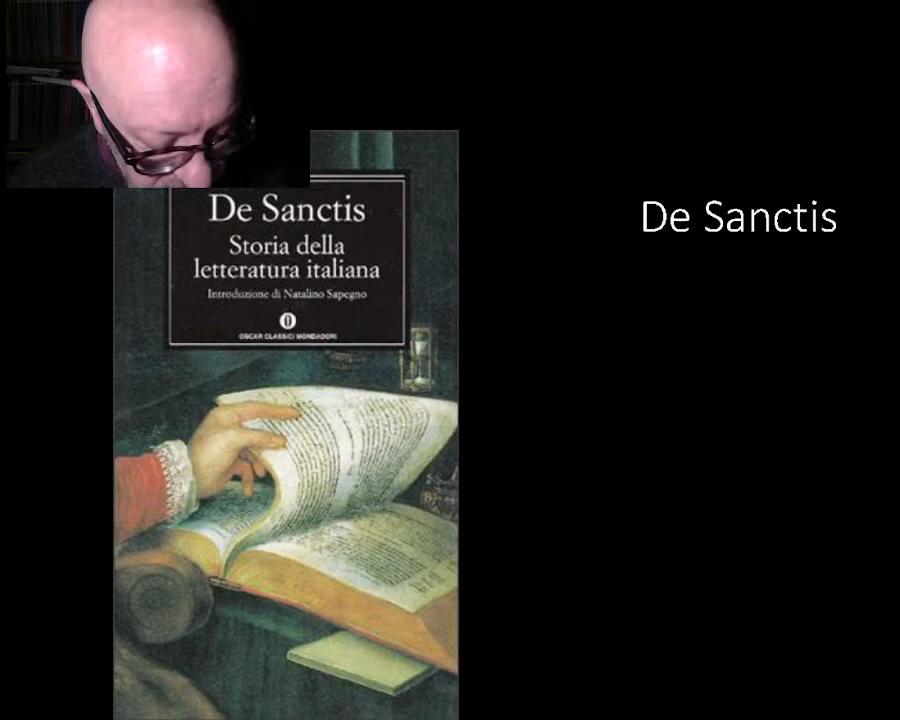 De Sanctis
Storia della
letteratura italiana
Introduzione di Natalino Sapegno
OSCAR CLASSICI MONDADORI
De Sanctis